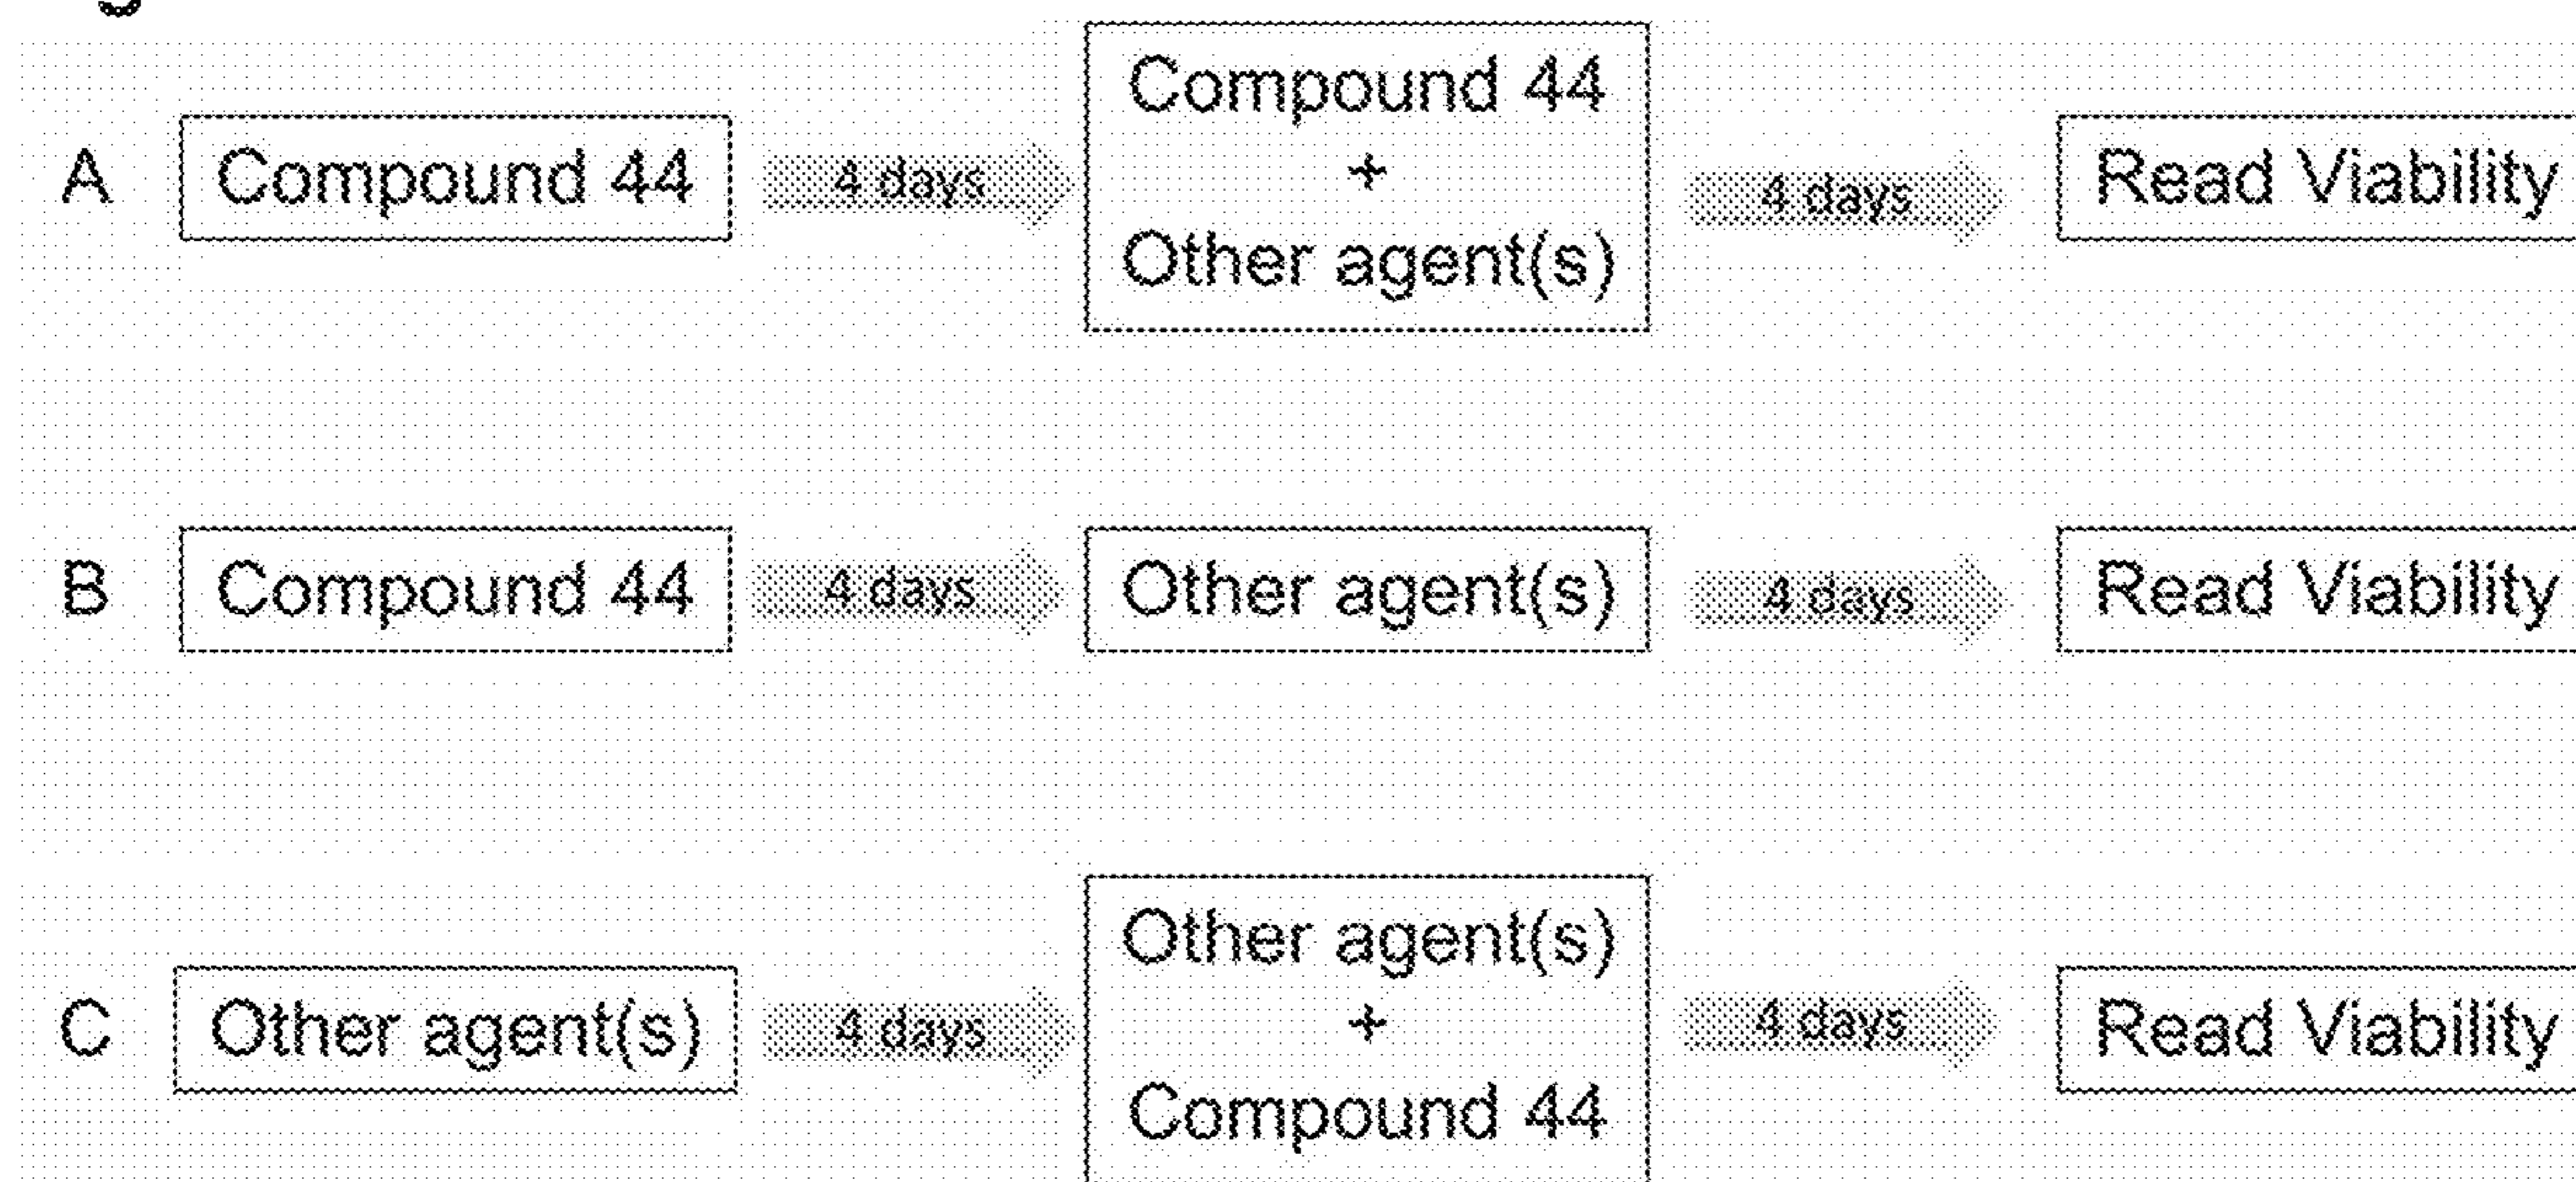 A
Compound 44
4 days
Compound 44
+
Other agent(s)
4 days
Read Viability
B
Compound 44
4 days
Other agent(s)
4 days
Read Viability
C
Other agent(s)
4 days
Other agent(s)
+
Compound 44
4 days
Read Viability